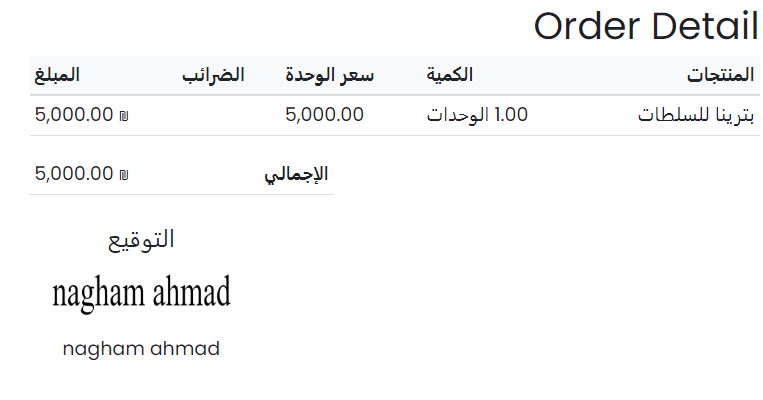 Order Detail
المنتجات الكمية سعر الوحدة الضرائب المبلغ
بترينا للسلطات 1.00 الوحدات 5,000.00 5,000.00 ₪
الإجمالي 5,000.00 ₪
التوقيع
nagham ahmad
nagham ahmad